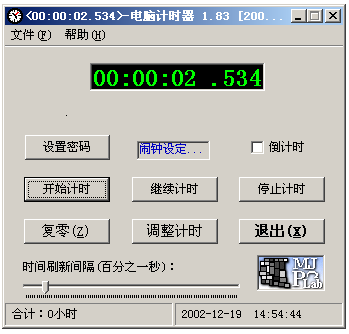 <00:00:02.534>-电脑计时器 1.83 [200...
文件(F) 帮助(H)
00:00:02 .534
设置密码 闹钟设定... 倒计时
开始计时 继续计时 停止计时
复零(Z) 调整计时 退出(X)
时间刷新间隔(百分之一秒)：
MJ
PG
Lab
合计：0小时 2002-12-19 14:54:44